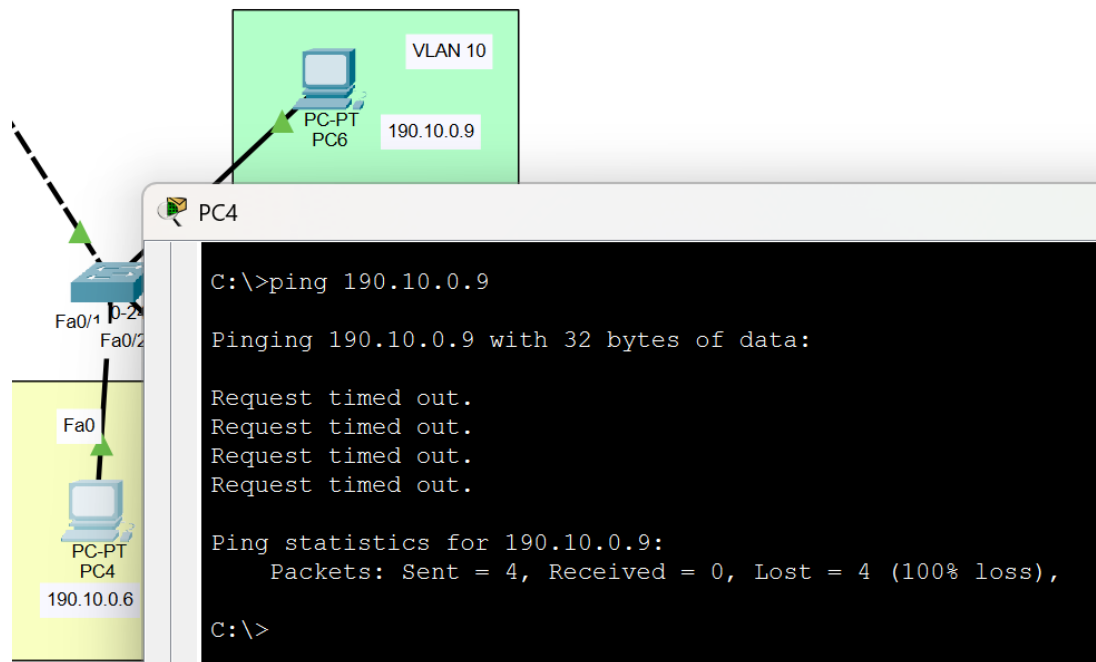 VLAN 10
PC-PT
PC6
190.10.0.9
PC4
Fa0/1
Fa0/2
Fa0
PC-PT
PC4
190.10.0.6
C:\>ping 190.10.0.9
Pinging 190.10.0.9 with 32 bytes of data:
Request timed out.
Request timed out.
Request timed out.
Request timed out.
Ping statistics for 190.10.0.9:
Packets: Sent = 4, Received = 0, Lost = 4 (100% loss),
C:\>